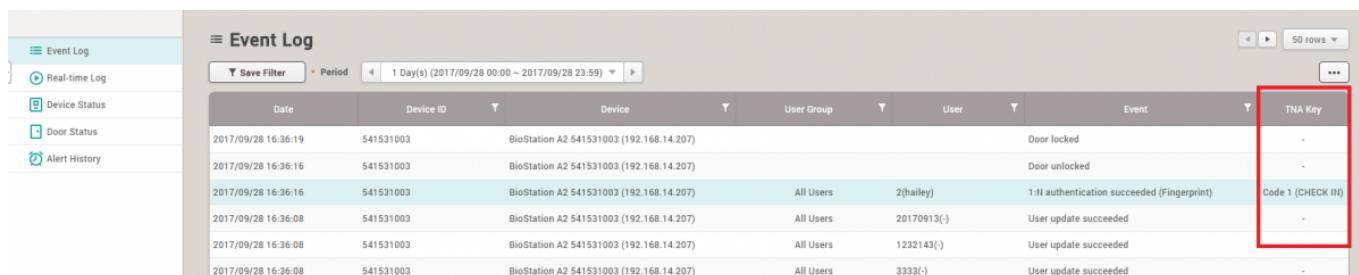 Event Log
Real-time Log
Device Status
Door Status
Alert History
Event Log
50 rows
Save Filter * Period 1 Day(s) (2017/09/28 00:00 ~ 2017/09/28 23:59) •••
Date Device ID Device User Group User Event TNA Key
2017/09/28 16:36:19 541531003 BioStation A2 541531003 (192.168.14.207) Door locked -
2017/09/28 16:36:16 541531003 BioStation A2 541531003 (192.168.14.207) Door unlocked -
2017/09/28 16:36:16 541531003 BioStation A2 541531003 (192.168.14.207) All Users 2(hailey) 1:N authentication succeeded (Fingerprint) Code 1 (CHECK IN)
2017/09/28 16:36:08 541531003 BioStation A2 541531003 (192.168.14.207) All Users 20170913(-) User update succeeded -
2017/09/28 16:36:08 541531003 BioStation A2 541531003 (192.168.14.207) All Users 1232143(-) User update succeeded -
2017/09/28 16:36:08 541531003 BioStation A2 541531003 (192.168.14.207) All Users 3333(-) User update succeeded